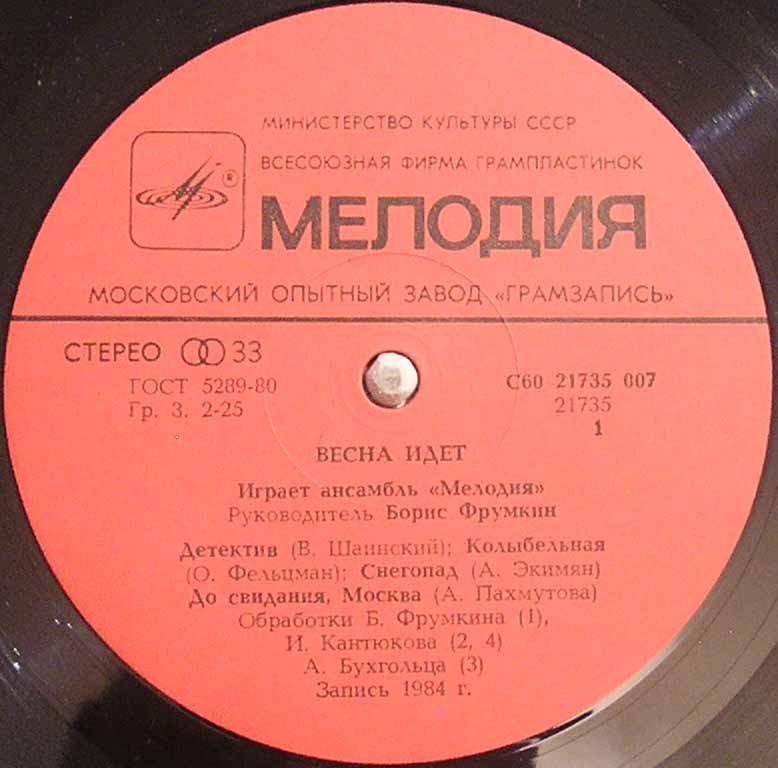 МИНИСТЕРСТВО КУЛЬТУРЫ СССР
ВСЕСОЮЗНАЯ ФИРМА ГРАМПЛАСТИНОК
®
МЕЛОДИЯ
МОСКОВСКИЙ ОПЫТНЫЙ ЗАВОД «ГРАМЗАПИСЬ»
СТЕРЕО 33
ГОСТ 5289-80
Гр. 3. 2-25
С60 21735 007
21735
1
ВЕСНА ИДЕТ
Играет ансамбль «Мелодия»
Руководитель Борис Фрумкин
Детектив (В. Шаинский); Колыбельная
(О. Фельцман); Снегопад (А. Экимян)
До свидания, Москва (А. Пахмутова)
Обработки Б. Фрумкина (1),
И. Кантюкова (2, 4)
А. Бухгольца (3)
Запись 1984 г.